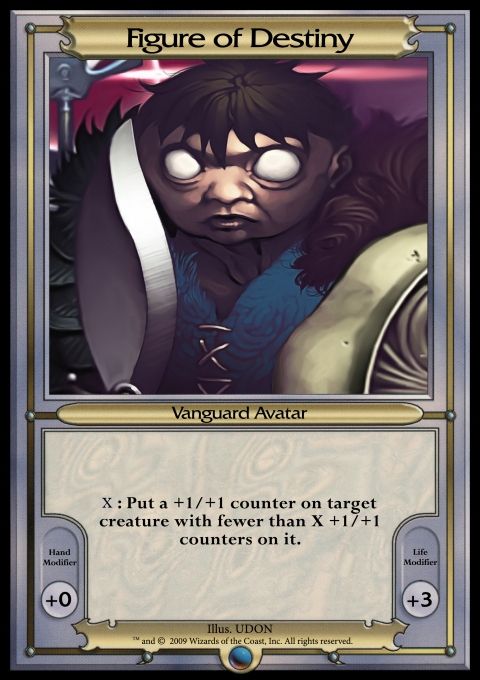 Figure of Destiny
Vanguard Avatar
X : Put a +1/+1 counter on target
creature with fewer than X +1/+1
counters on it.
Hand
Modifier
+0
Life
Modifier
+3
Illus. UDON
™ and © 2009 Wizards of the Coast, Inc. All rights reserved.